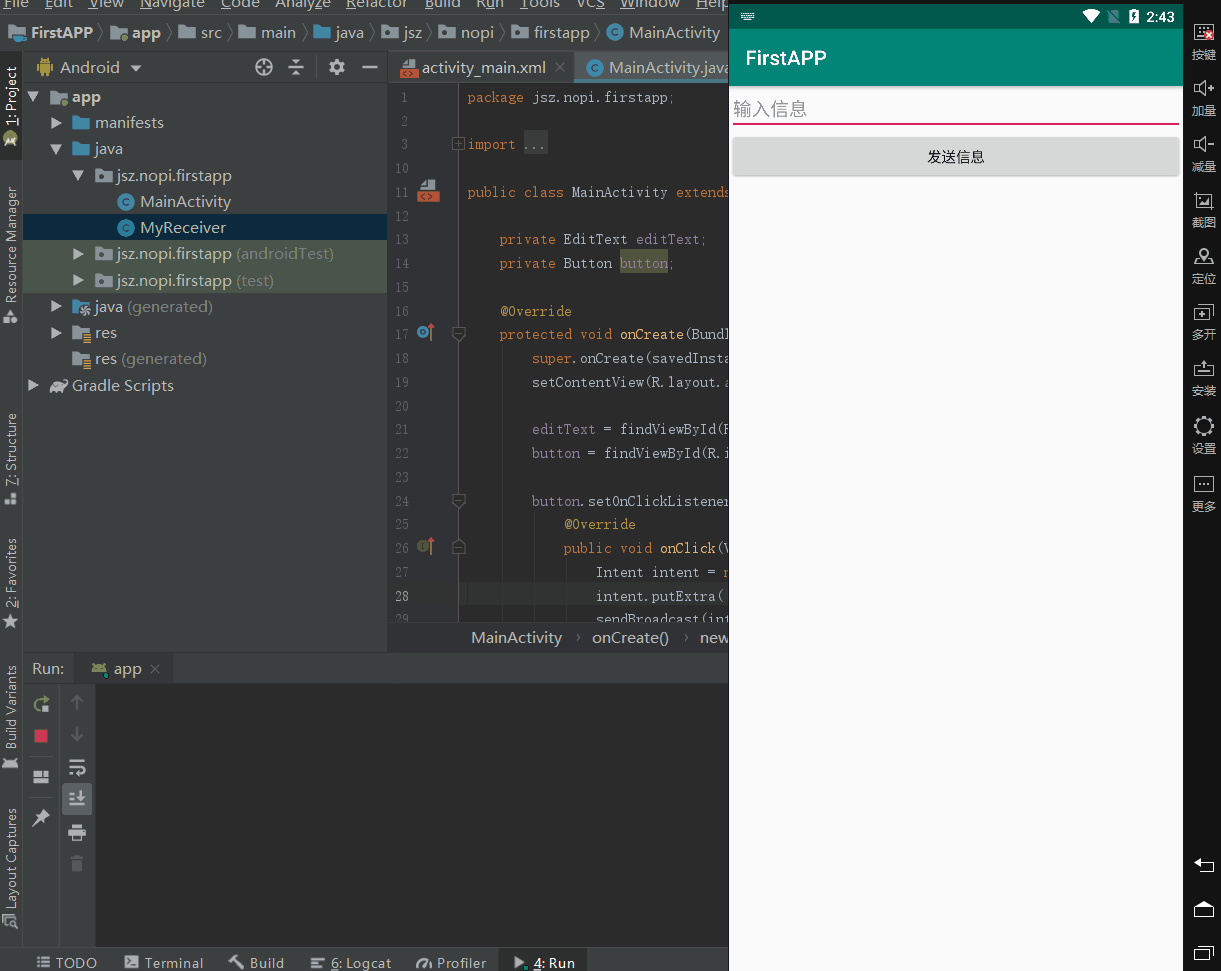 File Edit View Navigate Code Analyze Refactor Build Run Tools VCS Window Help
FirstAPP app src main java jsz nopi firstapp MainActivity
Android
activity_main.xml
MainActivity.java
1: Project
Resource Manager
7: Structure
2: Favorites
Build Variants
Layout Captures
app
manifests
java
jsz.nopi.firstapp
MainActivity
MyReceiver
jsz.nopi.firstapp (androidTest)
jsz.nopi.firstapp (test)
java (generated)
res
res (generated)
Gradle Scripts
1 package jsz.nopi.firstapp;
2
3 import ...
10
11 public class MainActivity extends
12
13 private EditText editText;
14 private Button button;
15
16 @Override
17 protected void onCreate(Bundl
18 super.onCreate(savedInsta
19 setContentView(R.layout.a
20
21 editText = findViewById(R
22 button = findViewById(R.i
23
24 button.setOnClickListener
25 @Override
26 public void onClick(V
27 Intent intent = n
28 intent.putExtra(
29 sendBroadcast(int
MainActivity › onCreate() › new
Run: app
TODO Terminal Build 6: Logcat Profiler 4: Run
2:43
FirstAPP
输入信息
发送信息
按键
加量
减量
截图
定位
多开
安装
设置
更多